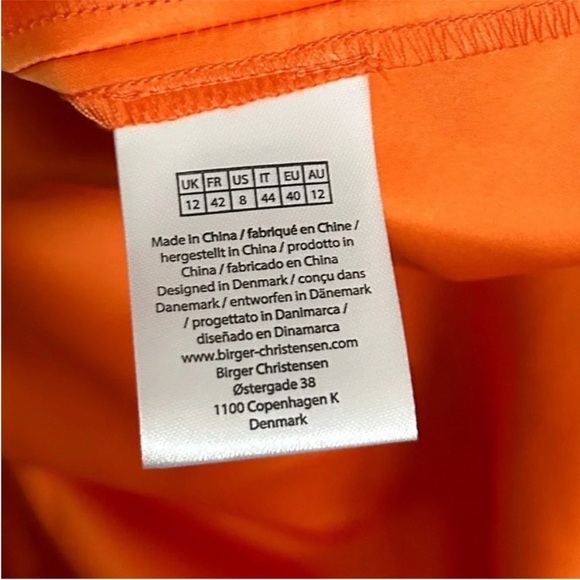 UK FR US IT EU AU
12 42 8 44 40 12
Made in China / fabriqué en Chine /
hergestellt in China / prodotto in
China / fabricado en China
Designed in Denmark / conçu dans
Danemark / entworfen in Dänemark
/ progettato in Danimarca /
diseñado en Dinamarca
www.birger-christensen.com
Birger Christensen
Østergade 38
1100 Copenhagen K
Denmark